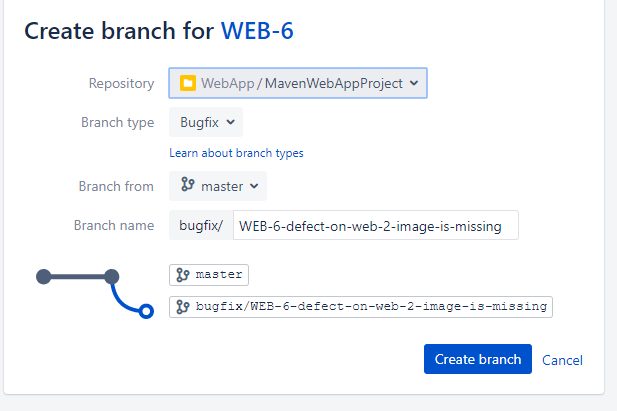 Create branch for WEB-6
Repository WebApp / MavenWebAppProject
Branch type Bugfix
Learn about branch types
Branch from master
Branch name bugfix/ WEB-6-defect-on-web-2-image-is-missing
master
bugfix/WEB-6-defect-on-web-2-image-is-missing
Create branch Cancel